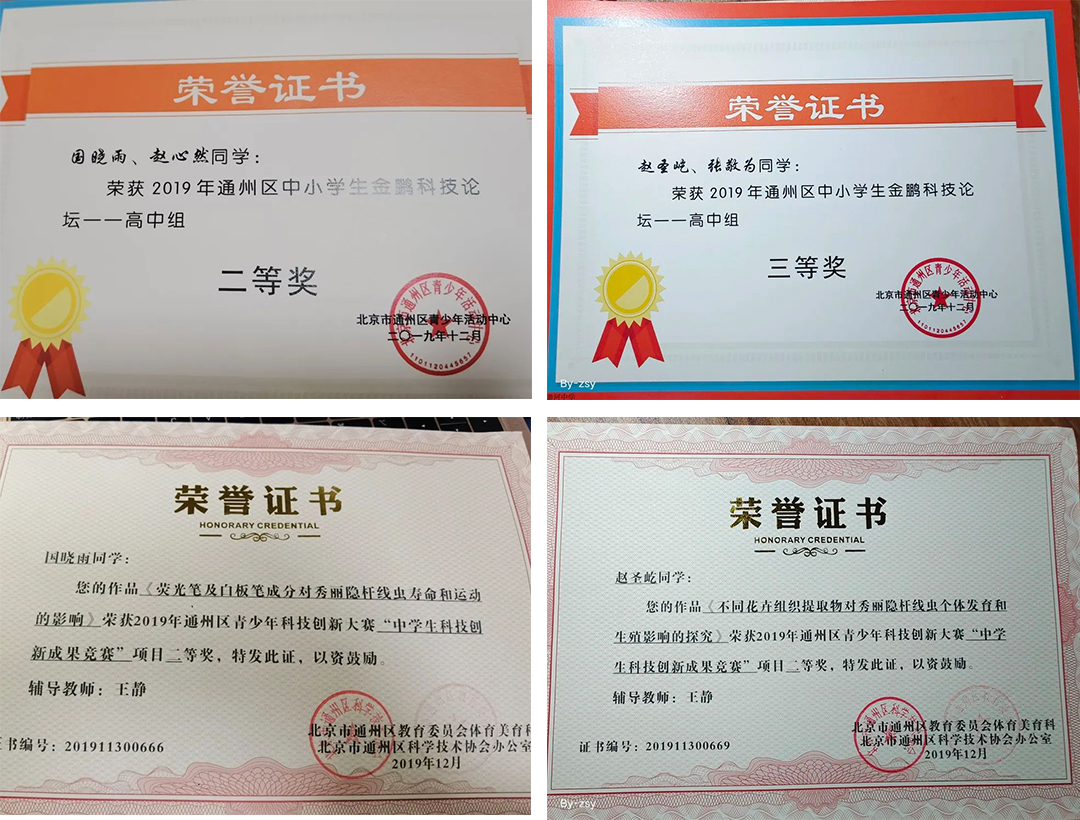 荣誉证书
国晓雨、赵心然同学：
荣获 2019 年通州区中小学生金鹏科技论
坛一一高中组
二等奖
北京市通州区青少年活动中心
二〇一九年十二月
1101120445857
荣誉证书
赵圣屹、张敬为同学：
荣获 2019 年通州区中小学生金鹏科技论
坛一一高中组
三等奖
北京市通州区青少年活动中心
二〇一九年十二月
1101120445857
By-zsy
荣誉证书
HONORARY CREDENTIAL
国晓雨同学：
您的作品《荧光笔及白板笔成分对秀丽隐杆线虫寿命和运动
的影响》荣获2019年通州区青少年科技创新大赛“中学生科技创
新成果竞赛”项目二等奖，特发此证，以资鼓励。
辅导教师：王静
证书编号：201911300666
北京市通州区教育委员会体育美育科
北京市通州区科学技术协会办公室
2019年12月
荣誉证书
HONORARY CREDENTIAL
赵圣屹同学：
您的作品《不同花卉组织提取物对秀丽隐杆线虫个体发育和
生殖影响的探究》荣获2019年通州区青少年科技创新大赛“中学
生科技创新成果竞赛”项目二等奖，特发此证，以资鼓励。
辅导教师：王静
证书编号：201911300669
北京市通州区教育委员会体育美育科
北京市通州区科学技术协会办公室
2019年12月
By-zsy